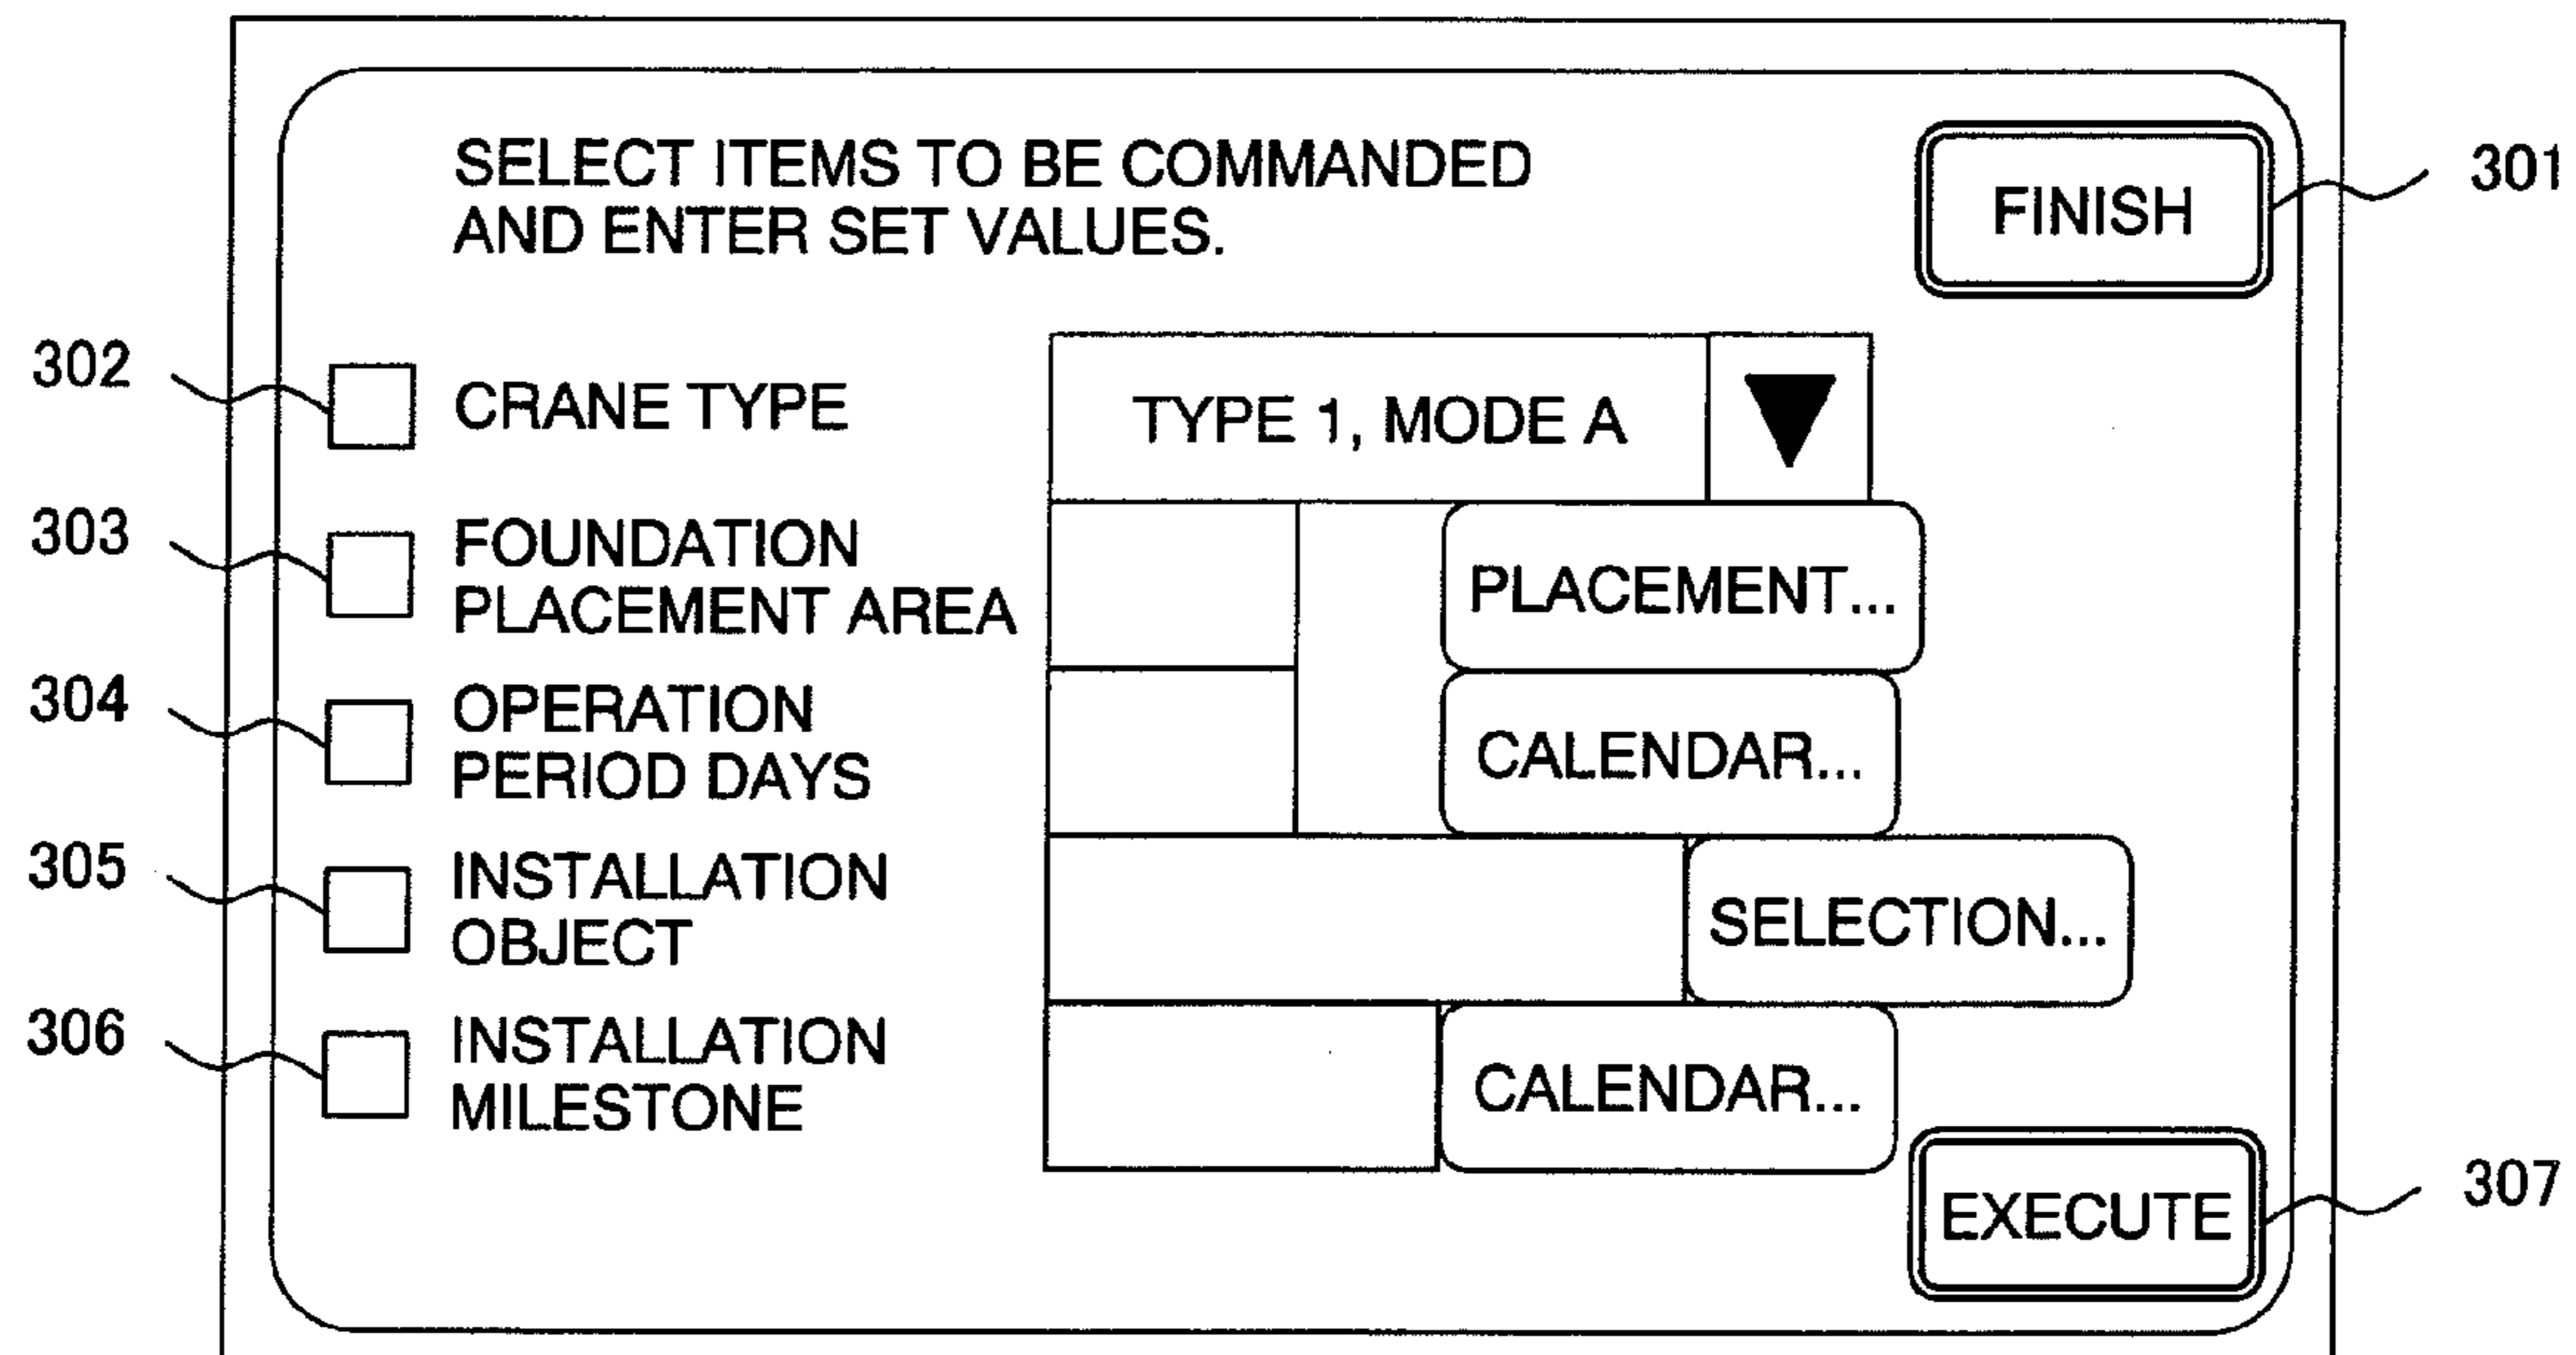 SELECT ITEMS TO BE COMMANDED
AND ENTER SET VALUES.
FINISH
301
302
CRANE TYPE
TYPE 1, MODE A
303
FOUNDATION
PLACEMENT AREA
PLACEMENT...
304
OPERATION
PERIOD DAYS
CALENDAR...
305
INSTALLATION
OBJECT
SELECTION...
306
INSTALLATION
MILESTONE
CALENDAR...
EXECUTE
307